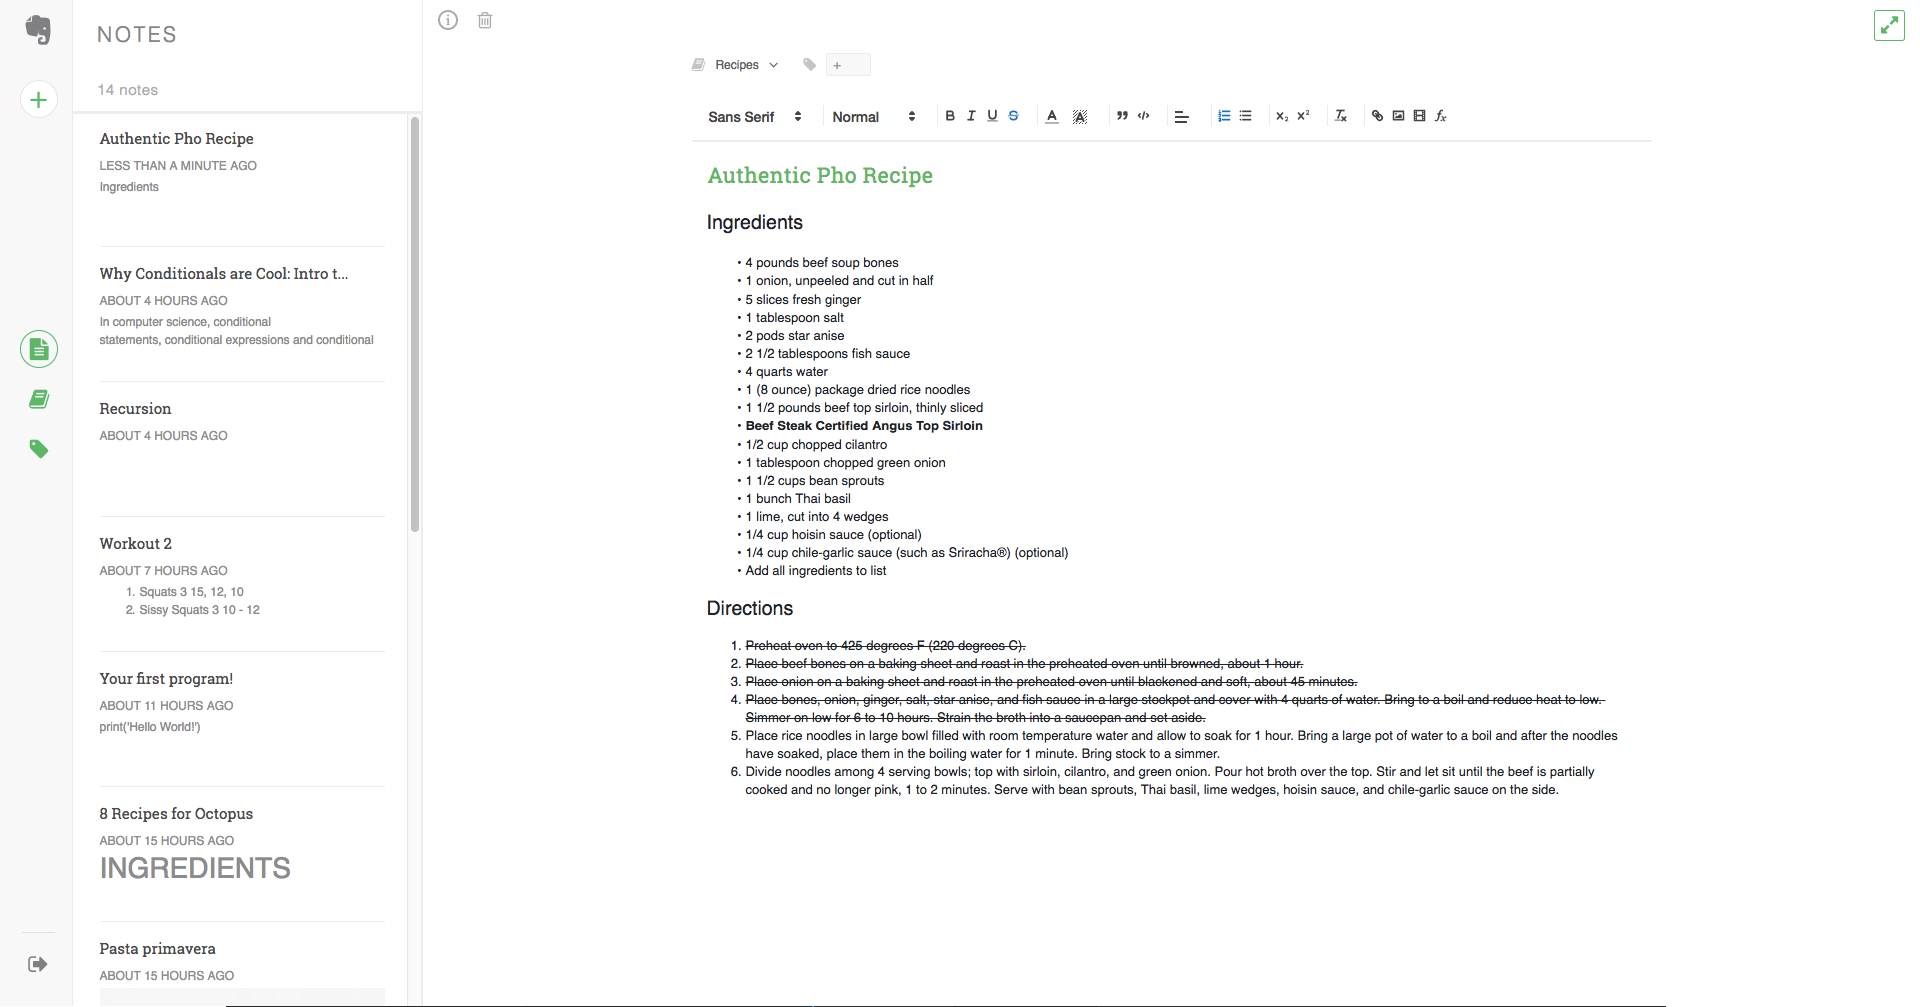 NOTES
14 notes
Authentic Pho Recipe
LESS THAN A MINUTE AGO
Ingredients
Why Conditionals are Cool: Intro t...
ABOUT 4 HOURS AGO
In computer science, conditional
statements, conditional expressions and conditional
Recursion
ABOUT 4 HOURS AGO
Workout 2
ABOUT 7 HOURS AGO
1. Squats 3 15, 12, 10
2. Sissy Squats 3 10 - 12
Your first program!
ABOUT 11 HOURS AGO
print('Hello World!')
8 Recipes for Octopus
ABOUT 15 HOURS AGO
INGREDIENTS
Pasta primavera
ABOUT 15 HOURS AGO
Recipes
+
Sans Serif Normal B I U S A A ” </> X₂ X² Tx fx
Authentic Pho Recipe
Ingredients
• 4 pounds beef soup bones
• 1 onion, unpeeled and cut in half
• 5 slices fresh ginger
• 1 tablespoon salt
• 2 pods star anise
• 2 1/2 tablespoons fish sauce
• 4 quarts water
• 1 (8 ounce) package dried rice noodles
• 1 1/2 pounds beef top sirloin, thinly sliced
• Beef Steak Certified Angus Top Sirloin
• 1/2 cup chopped cilantro
• 1 tablespoon chopped green onion
• 1 1/2 cups bean sprouts
• 1 bunch Thai basil
• 1 lime, cut into 4 wedges
• 1/4 cup hoisin sauce (optional)
• 1/4 cup chile-garlic sauce (such as Sriracha®) (optional)
• Add all ingredients to list
Directions
1. Preheat oven to 425 degrees F (220 degrees C).
2. Place beef bones on a baking sheet and roast in the preheated oven until browned, about 1 hour.
3. Place onion on a baking sheet and roast in the preheated oven until blackened and soft, about 45 minutes.
4. Place bones, onion, ginger, salt, star anise, and fish sauce in a large stockpot and cover with 4 quarts of water. Bring to a boil and reduce heat to low.
Simmer on low for 6 to 10 hours. Strain the broth into a saucepan and set aside.
5. Place rice noodles in large bowl filled with room temperature water and allow to soak for 1 hour. Bring a large pot of water to a boil and after the noodles
have soaked, place them in the boiling water for 1 minute. Bring stock to a simmer.
6. Divide noodles among 4 serving bowls; top with sirloin, cilantro, and green onion. Pour hot broth over the top. Stir and let sit until the beef is partially
cooked and no longer pink, 1 to 2 minutes. Serve with bean sprouts, Thai basil, lime wedges, hoisin sauce, and chile-garlic sauce on the side.